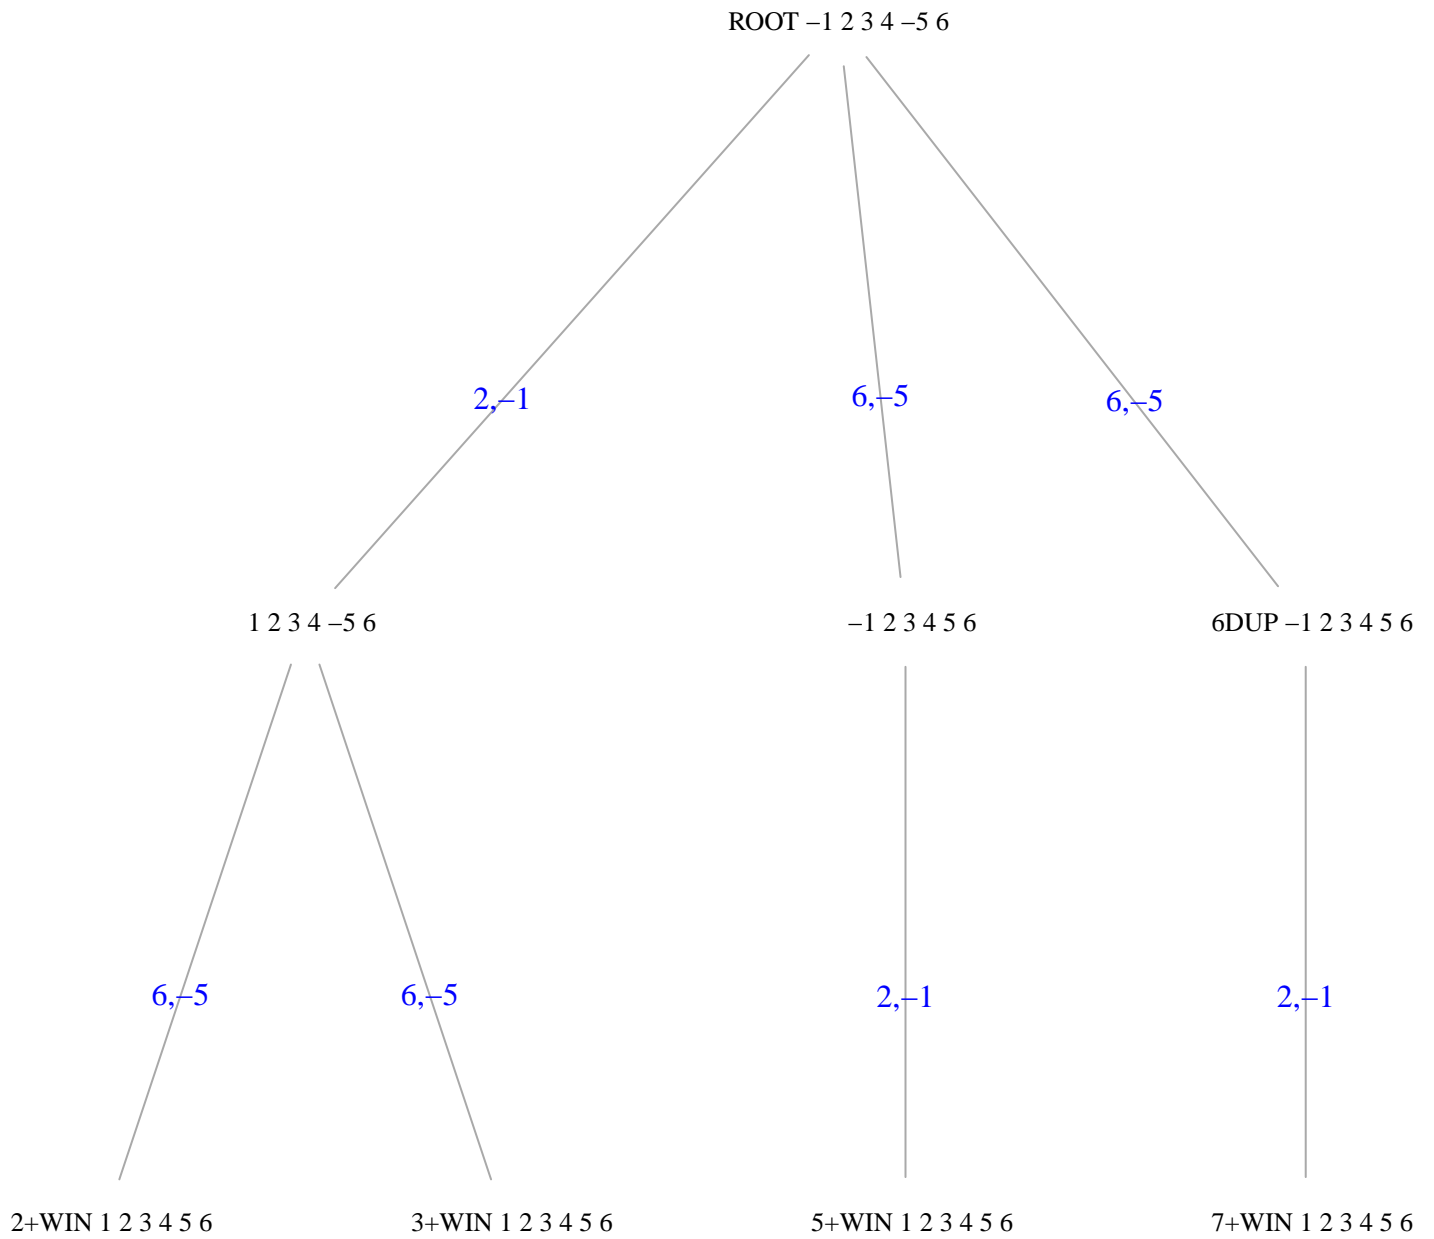 ROOT –1 2 3 4 –5 6
2,–1
6,–5
6,–5
1 2 3 4 –5 6
–1 2 3 4 5 6
6DUP –1 2 3 4 5 6
6,–5
6,–5
2,–1
2,–1
2+WIN 1 2 3 4 5 6
3+WIN 1 2 3 4 5 6
5+WIN 1 2 3 4 5 6
7+WIN 1 2 3 4 5 6